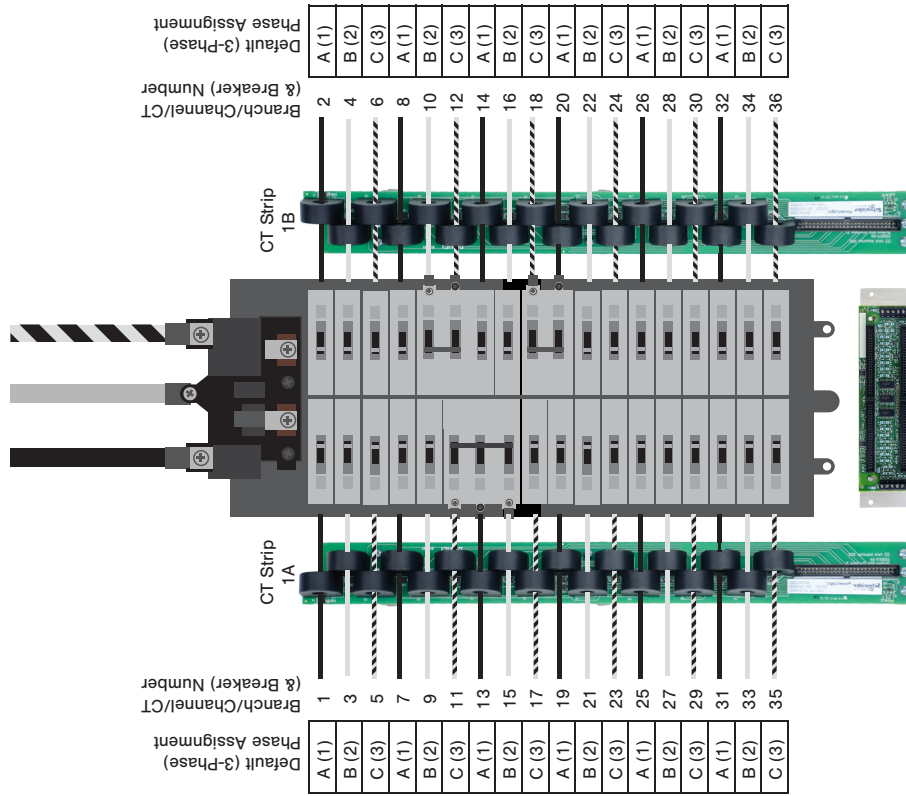 Default (3-Phase)
Phase Assignment
A (1)
B (2)
C (3)
A (1)
B (2)
C (3)
A (1)
B (2)
C (3)
A (1)
B (2)
C (3)
A (1)
B (2)
C (3)
A (1)
B (2)
C (3)
Branch/Channel/CT
(& Breaker) Number
2
4
6
8
10
12
14
16
18
20
22
24
26
28
30
32
34
36
CT Strip
1B
CT Strip
1A
Branch/Channel/CT
(& Breaker) Number
1
3
5
7
9
11
13
15
17
19
21
23
25
27
29
31
33
35
Default (3-Phase)
Phase Assignment
A (1)
B (2)
C (3)
A (1)
B (2)
C (3)
A (1)
B (2)
C (3)
A (1)
B (2)
C (3)
A (1)
B (2)
C (3)
A (1)
B (2)
C (3)